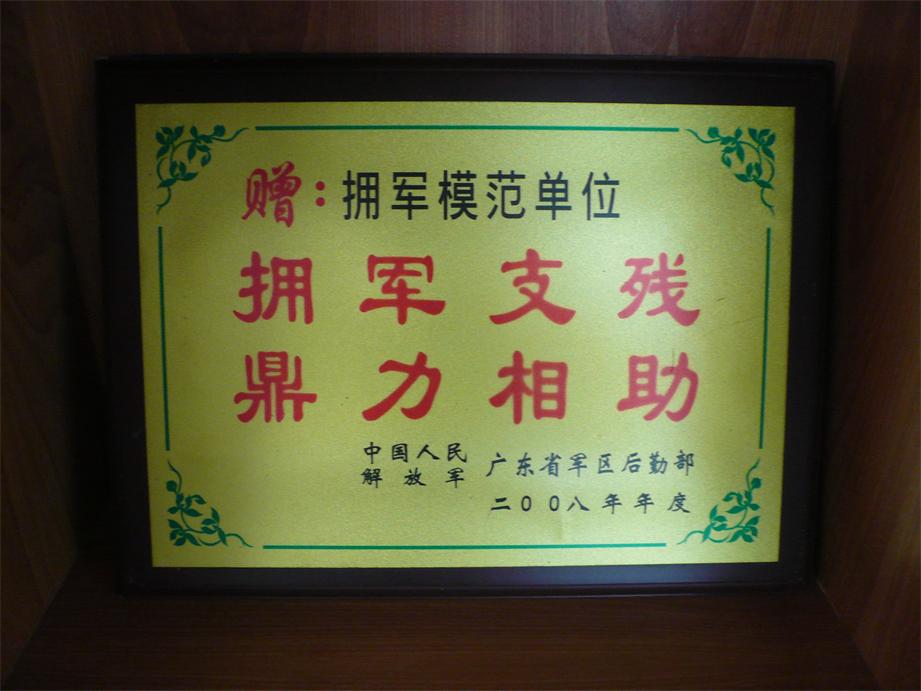 赠：拥军模范单位
拥军支残
鼎力相助
中国人民
解放军
广东省军区后勤部
二00八年年度